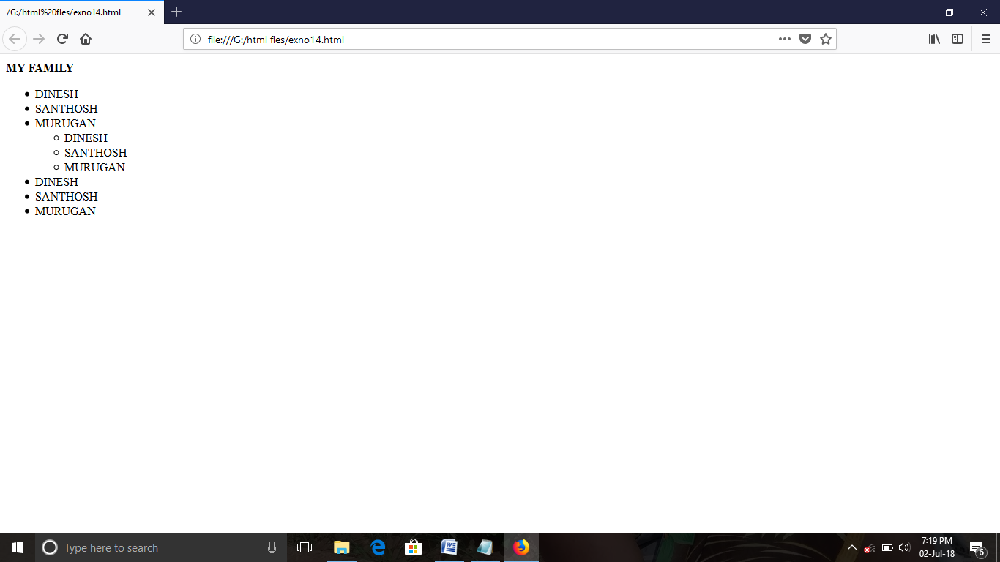 /G:/html%20fles/exno14.html
file:///G:/html fles/exno14.html
MY FAMILY
DINESH
SANTHOSH
MURUGAN
DINESH
SANTHOSH
MURUGAN
DINESH
SANTHOSH
MURUGAN
Type here to search
7:19 PM
02-Jul-18
6